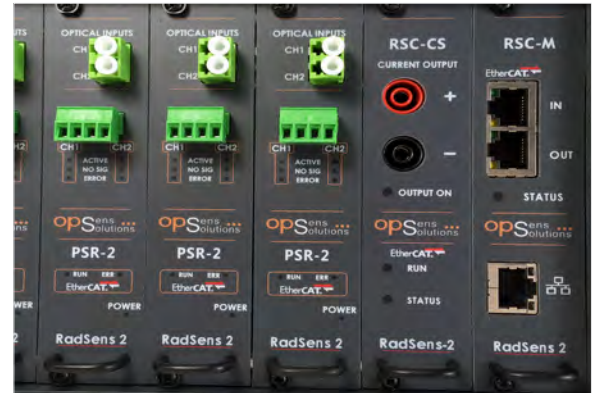 UTS
H2
WER
2
OPTICAL INPUTS
CH1
CH2
CH1 CH2
ACTIVE
NO SIG
ERROR
opSens
Solutions
PSR-2
RUN ERR
EtherCAT.
POWER
RadSens 2
OPTICAL INPUTS
CH1
CH2
CH1 CH2
ACTIVE
NO SIG
ERROR
opSens
Solutions
PSR-2
RUN ERR
EtherCAT.
POWER
RadSens 2
OPTICAL INPUTS
CH1
CH2
CH1 CH2
ACTIVE
NO SIG
ERROR
opSens
Solutions
PSR-2
RUN ERR
EtherCAT.
POWER
RadSens 2
RSC-CS
CURRENT OUTPUT
+
−
OUTPUT ON
opSens
Solutions
EtherCAT.
RUN
STATUS
RadSens-2
RSC-M
EtherCAT.
IN
OUT
STATUS
opSens
Solutions
RadSens 2